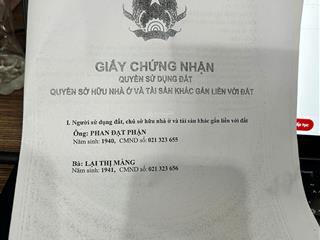 GIẤY CHỨNG NHẬN
QUYỀN SỬ DỤNG ĐẤT
QUYỀN SỞ HỮU NHÀ Ở VÀ TÀI SẢN KHÁC GẮN LIỀN VỚI ĐẤT
I. Người sử dụng đất, chủ sở hữu nhà ở và tài sản khác gắn liền với đất
Ông: PHAN ĐẠT PHẬN
Năm sinh: 1940, CMND số: 021 323 655
Bà: LẠI THỊ MÀNG
Năm sinh: 1941, CMND số: 021 323 656